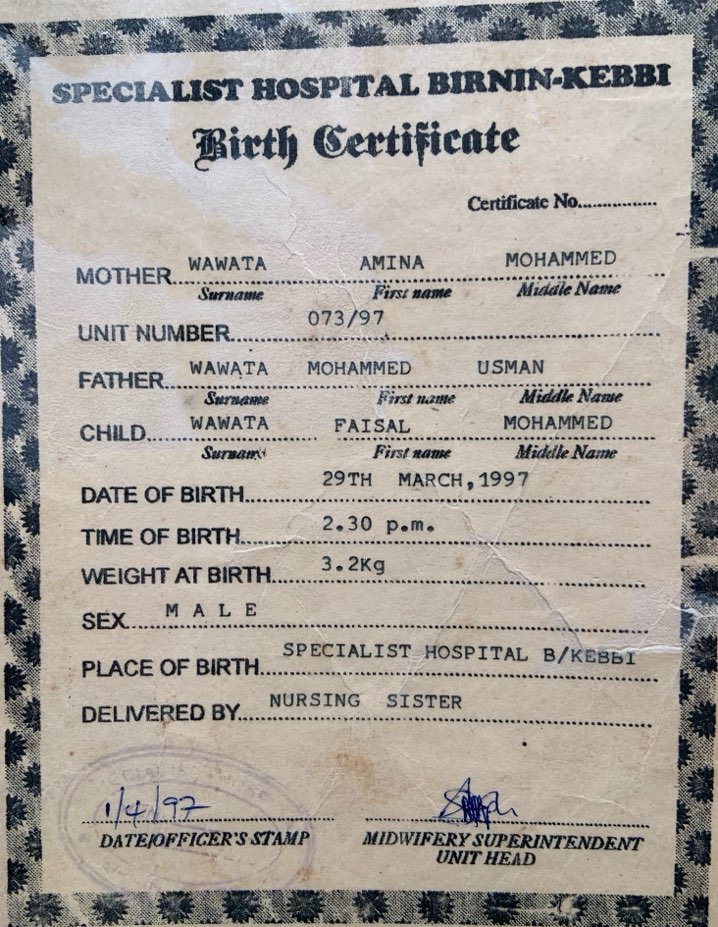 SPECIALIST HOSPITAL BIRNIN-KEBBI
Birth Certificate
Certificate No...............
MOTHER WAWATA AMINA MOHAMMED
Surname First name Middle Name
UNIT NUMBER 073/97
FATHER WAWATA MOHAMMED USMAN
Surname First name Middle Name
CHILD WAWATA FAISAL MOHAMMED
Surname First name Middle Name
DATE OF BIRTH 29TH MARCH,1997
TIME OF BIRTH 2.30 p.m.
WEIGHT AT BIRTH 3.2Kg
SEX M A L E
PLACE OF BIRTH SPECIALIST HOSPITAL B/KEBBI
DELIVERED BY NURSING SISTER
1/4/97
DATE/OFFICER'S STAMP MIDWIFERY SUPERINTENDENT
UNIT HEAD